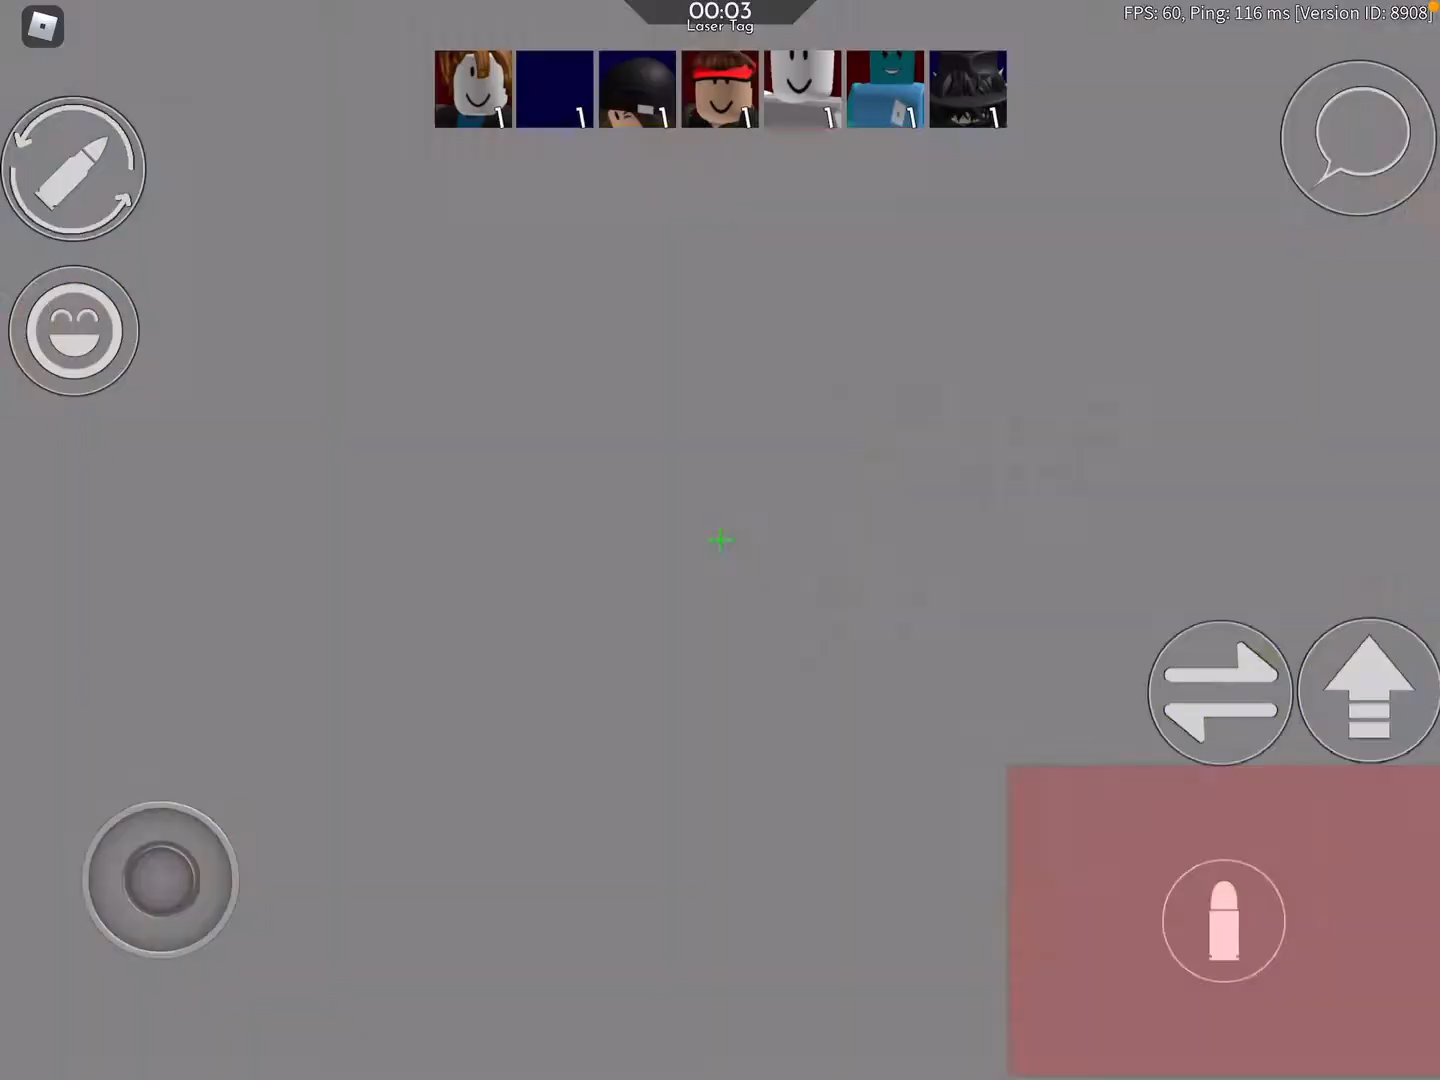 00:03
Laser Tag
FPS: 60, Ping: 116 ms [Version ID: 8908]
1 1 1 1 1 1 1